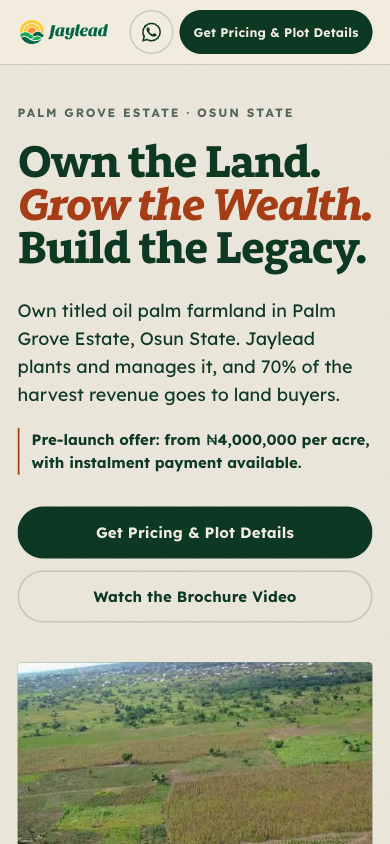 Jaylead
Get Pricing & Plot Details
PALM GROVE ESTATE · OSUN STATE
Own the Land.
Grow the Wealth.
Build the Legacy.
Own titled oil palm farmland in Palm
Grove Estate, Osun State. Jaylead
plants and manages it, and 70% of the
harvest revenue goes to land buyers.
Pre-launch offer: from ₦4,000,000 per acre,
with instalment payment available.
Get Pricing & Plot Details
Watch the Brochure Video